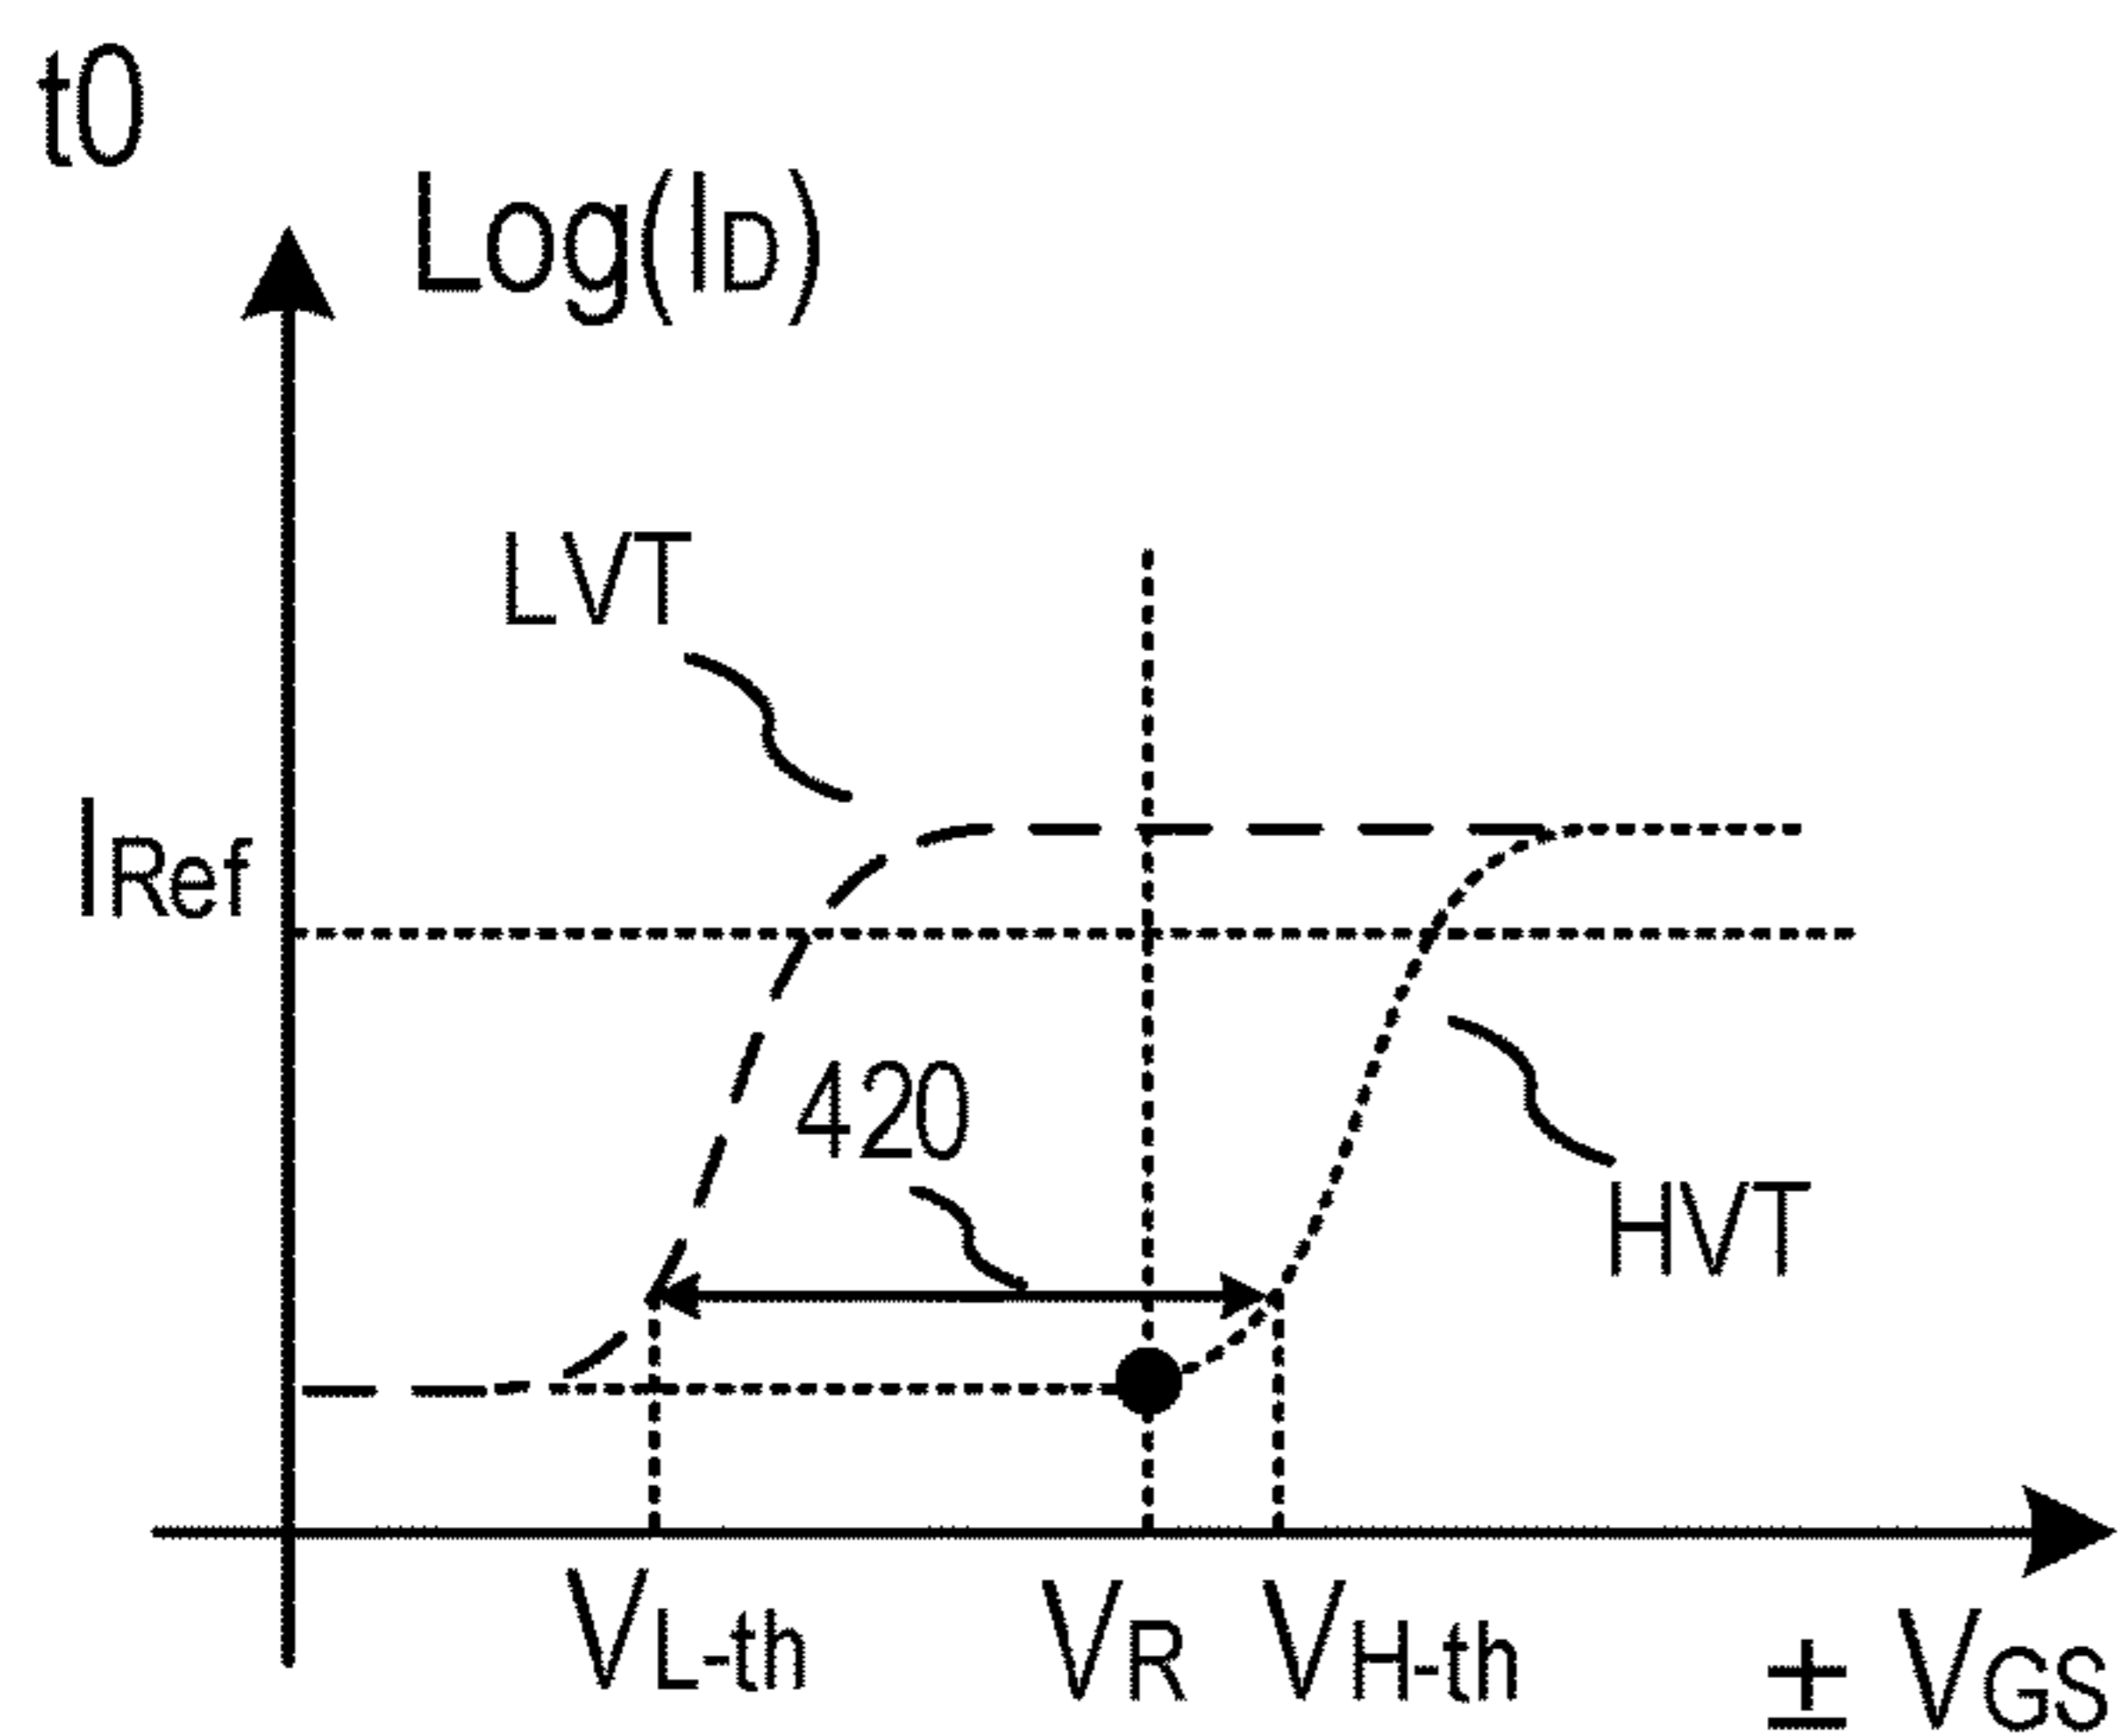 t0
Log(ID)
LVT
IRef
420
HVT
VL-th
VR
VH-th
± VGS